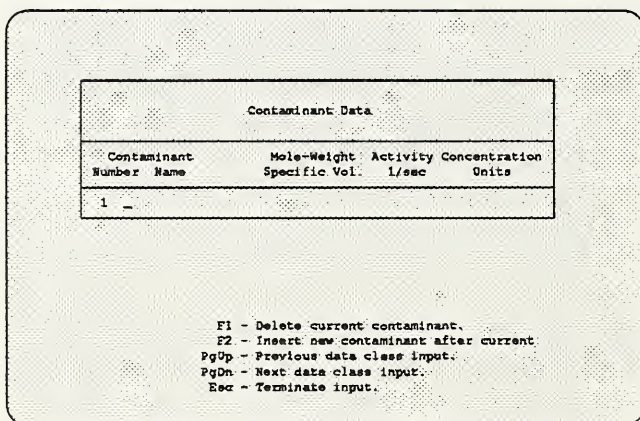 Contaminant Data
Contaminant Mole-Weight Activity Concentration
Number Name Specific Vol. 1/sec Units
1 _
F1 - Delete current contaminant.
F2 - Insert new contaminant after current
PgUp - Previous data class input.
PgDn - Next data class input.
Esc - Terminate input.